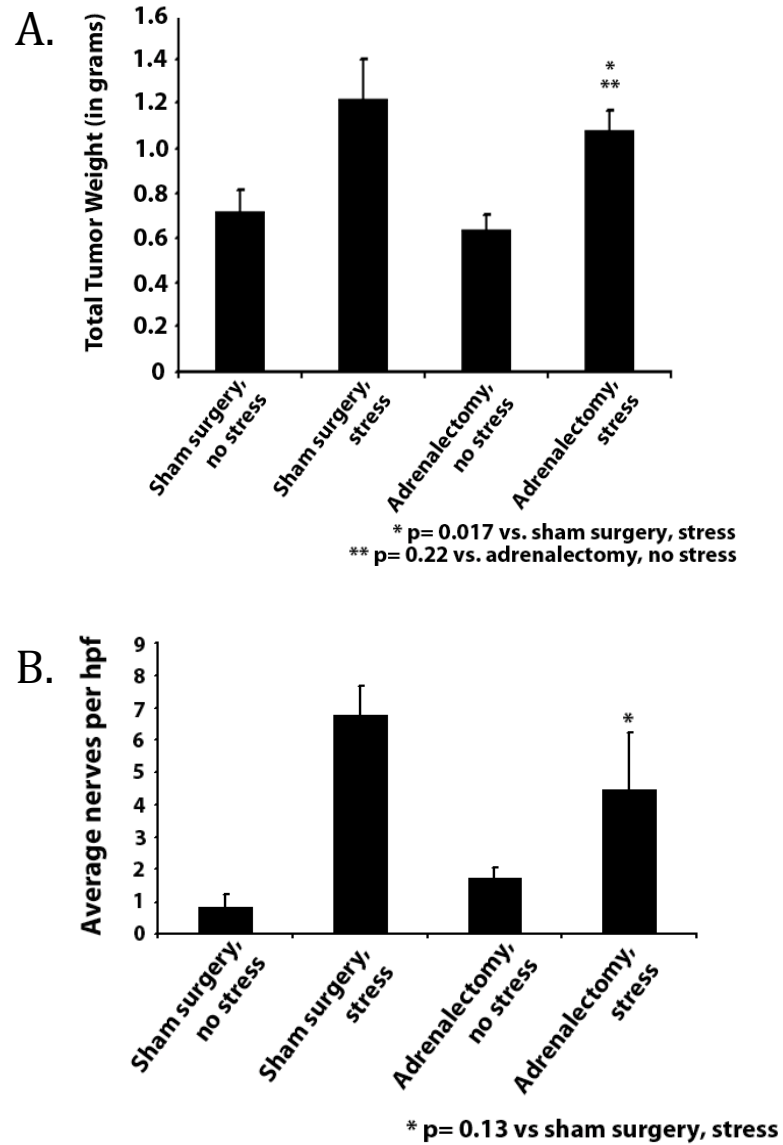 A.
Total Tumor Weight (in grams)
1.6
1.4
1.2
1.0
0.8
0.6
0.4
0.2
0
*
**
Sham surgery,
no stress
Sham surgery,
stress
Adrenalectomy,
no stress
Adrenalectomy,
stress
* p= 0.017 vs. sham surgery, stress
** p= 0.22 vs. adrenalectomy, no stress
B.
Average nerves per hpf
9
8
7
6
5
4
3
2
1
0
*
Sham surgery,
no stress
Sham surgery,
stress
Adrenalectomy,
no stress
Adrenalectomy,
stress
* p= 0.13 vs sham surgery, stress